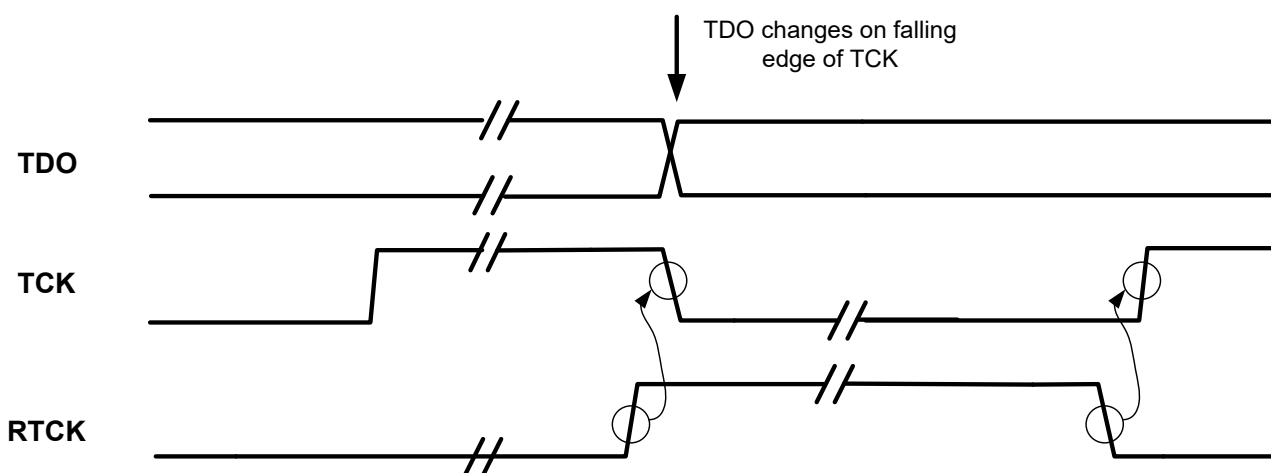 TDO changes on falling
edge of TCK
TDO
TCK
RTCK